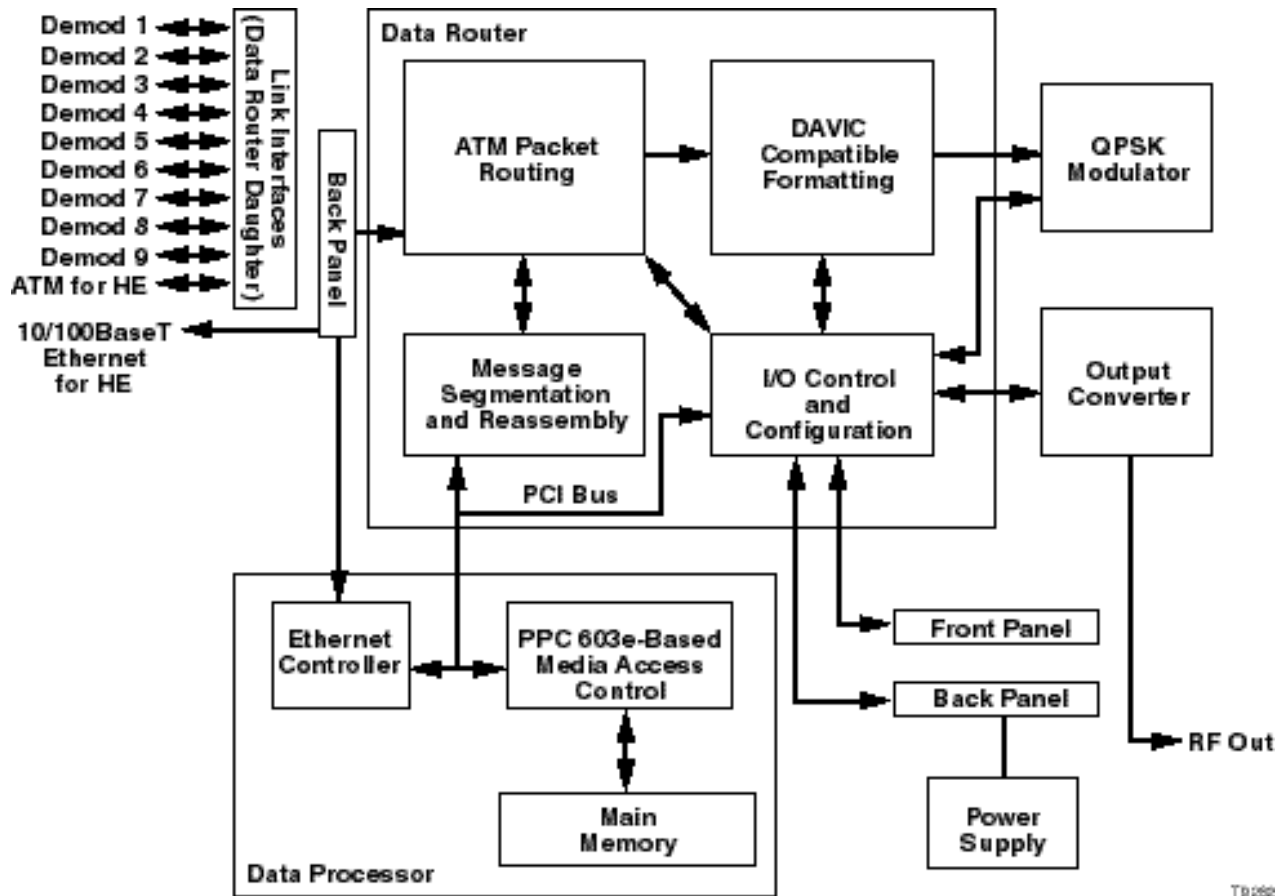 Demod 1
Demod 2
Demod 3
Demod 4
Demod 5
Demod 6
Demod 7
Demod 8
Demod 9
ATM for HE
10/100BaseT
Ethernet
for HE
Link Interfaces
(Data Router Daughter)
Back Panel
Data Router
ATM Packet
Routing
DAVIC
Compatible
Formatting
QPSK
Modulator
Message
Segmentation
and Reassembly
I/O Control
and
Configuration
Output
Converter
PCI Bus
Ethernet
Controller
PPC 603e-Based
Media Access
Control
Main
Memory
Data Processor
Front Panel
Back Panel
Power
Supply
RF Out